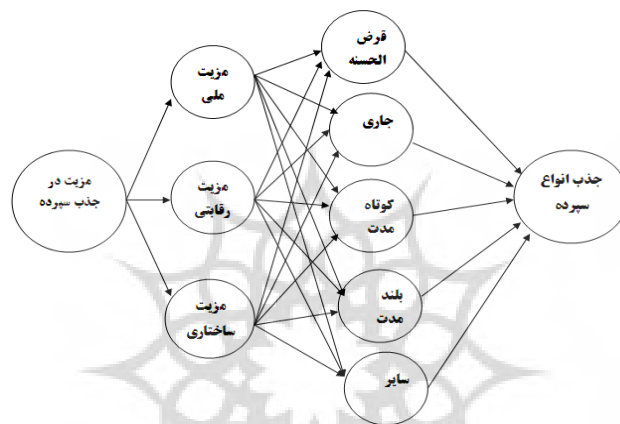 مزیت در
جذب سپرده
مزیت
ملی
مزیت
رقابتی
مزیت
ساختاری
قرض
الحسنه
جاری
کوتاه
مدت
بلند
مدت
سایر
جذب انواع
سپرده